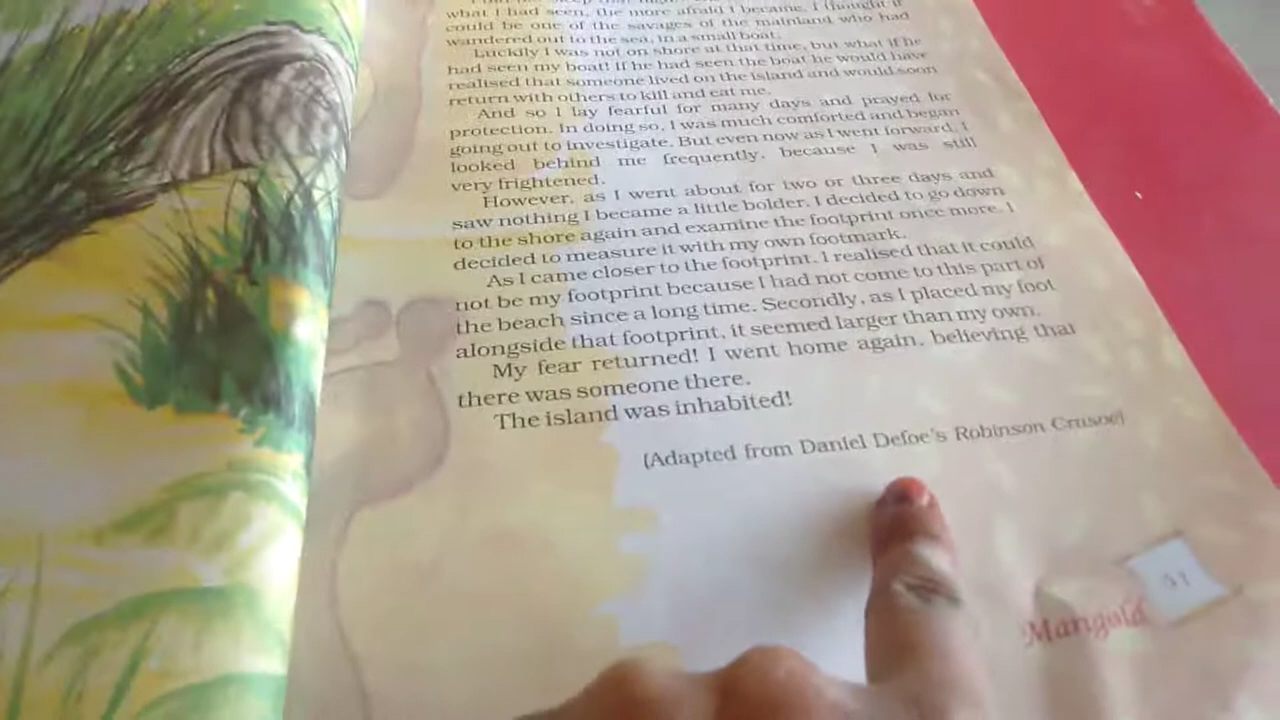 what I had seen, the more afraid I became. I thought it
could be one of the savages of the mainland who had
wandered out to the sea, in a small boat.
Luckily I was not on shore at that time, but what if he
had seen my boat! If he had seen the boat he would have
realised that someone lived on the island and would soon
return with others to kill and eat me.
And so I lay fearful for many days and prayed for
protection. In doing so, I was much comforted and began
going out to investigate. But even now as I went forward, I
looked behind me frequently, because I was still
very frightened.
However, as I went about for two or three days and
saw nothing I became a little bolder. I decided to go down
to the shore again and examine the footprint once more. I
decided to measure it with my own footmark.
As I came closer to the footprint, I realised that it could
not be my footprint because I had not come to this part of
the beach since a long time. Secondly, as I placed my foot
alongside that footprint, it seemed larger than my own.
My fear returned! I went home again, believing that
there was someone there.
The island was inhabited!
(Adapted from Daniel Defoe's Robinson Crusoe)
Marigold